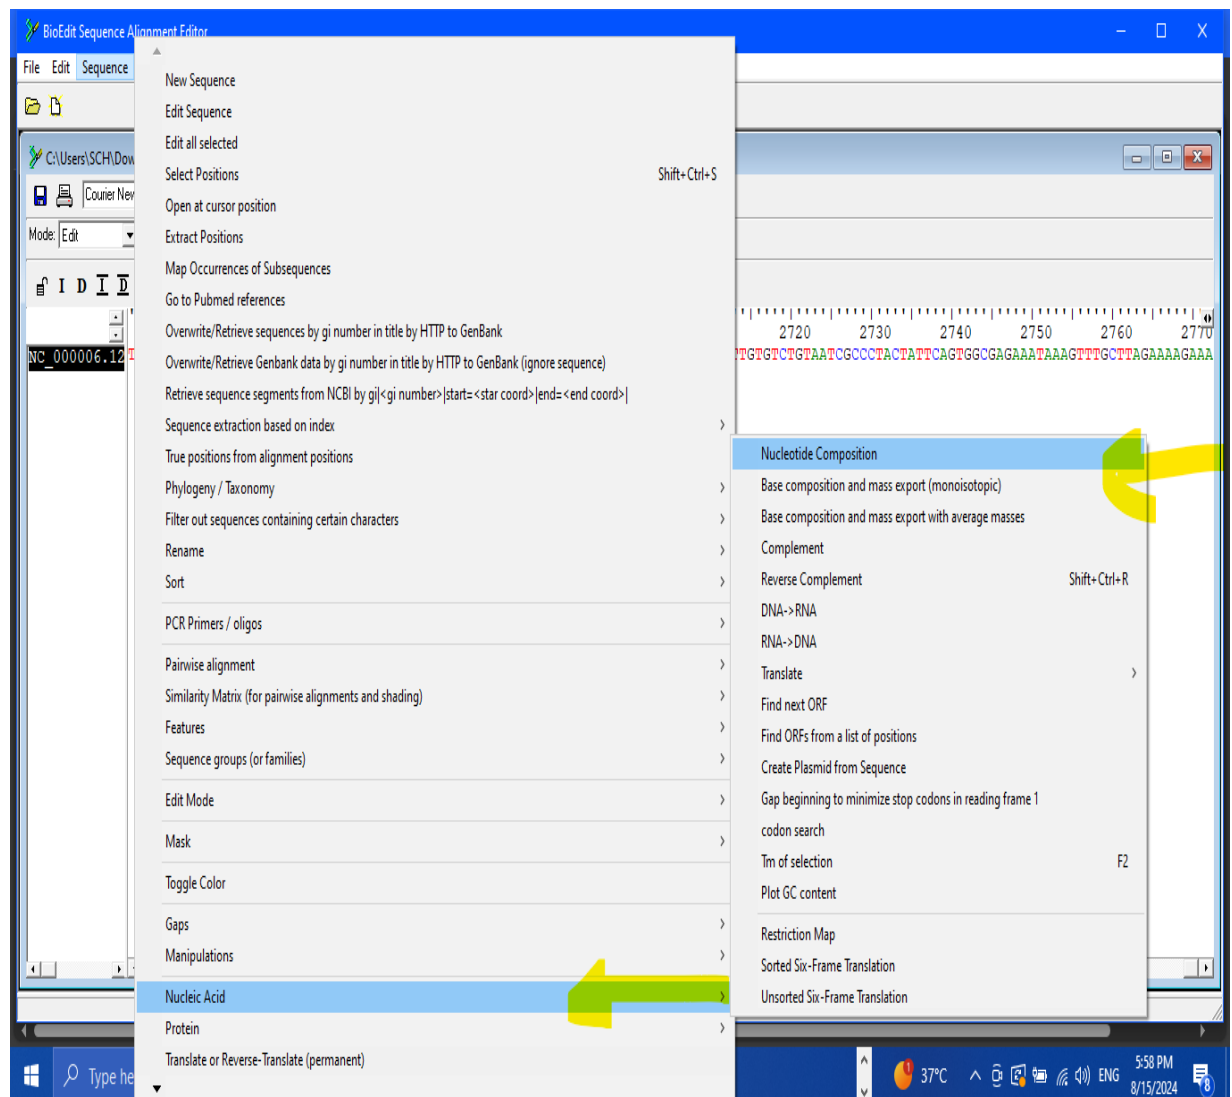 BioEdit Sequence Alignment Editor
File Edit Sequence
C:\Users\SCH\Dow
Courier New
Mode: Edit
I D I D
NC_000006.12
New Sequence
Edit Sequence
Edit all selected
Select Positions Shift+Ctrl+S
Open at cursor position
Extract Positions
Map Occurrences of Subsequences
Go to Pubmed references
Overwrite/Retrieve sequences by gi number in title by HTTP to GenBank
Overwrite/Retrieve Genbank data by gi number in title by HTTP to GenBank (ignore sequence)
Retrieve sequence segments from NCBI by gi|<gi number>|start=<star coord>|end=<end coord>|
Sequence extraction based on index
True positions from alignment positions
Phylogeny / Taxonomy
Filter out sequences containing certain characters
Rename
Sort
PCR Primers / oligos
Pairwise alignment
Similarity Matrix (for pairwise alignments and shading)
Features
Sequence groups (or families)
Edit Mode
Mask
Toggle Color
Gaps
Manipulations
Nucleic Acid
Protein
Translate or Reverse-Translate (permanent)
2720 2730 2740 2750 2760 2770
TGTGTCTGTAATCGCCCTACTATTCAGTGGCGAGAAATAAAGTTTGCTTAGAAAAGAAA
Nucleotide Composition
Base composition and mass export (monoisotopic)
Base composition and mass export with average masses
Complement
Reverse Complement Shift+Ctrl+R
DNA->RNA
RNA->DNA
Translate
Find next ORF
Find ORFs from a list of positions
Create Plasmid from Sequence
Gap beginning to minimize stop codons in reading frame 1
codon search
Tm of selection F2
Plot GC content
Restriction Map
Sorted Six-Frame Translation
Unsorted Six-Frame Translation
Type he
37°C ENG
5:58 PM
8/15/2024
8